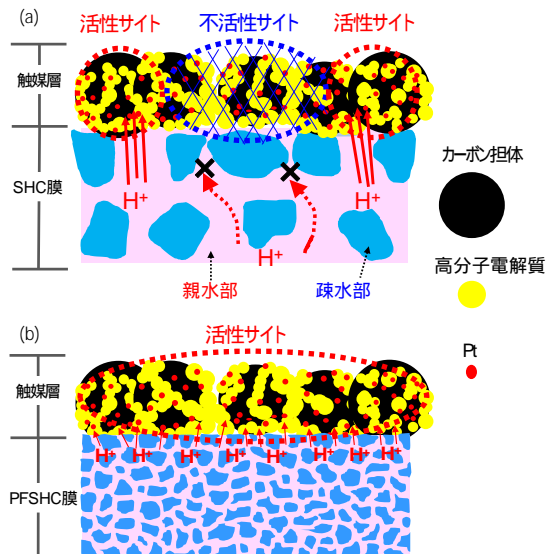 (a)
活性サイト
不活性サイト
活性サイト
触媒層
SHC膜
H+
H+
H+
親水部
疎水部
カーボン担体
高分子電解質
Pt
(b)
活性サイト
触媒層
PFSHC膜
H+
H+
H+
H+
H+
H+
H+
H+